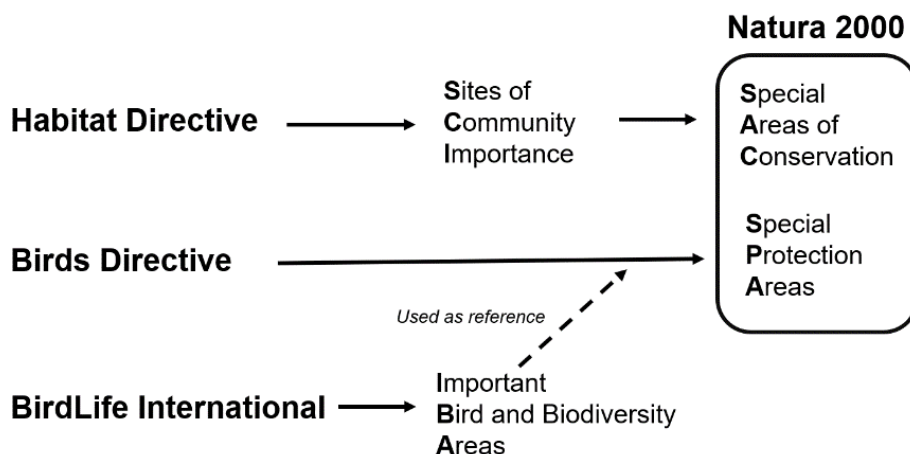 Natura 2000
Habitat Directive
Sites of
Community
Importance
Special
Areas of
Conservation
Birds Directive
Special
Protection
Areas
Used as reference
BirdLife International
Important
Bird and Biodiversity
Areas